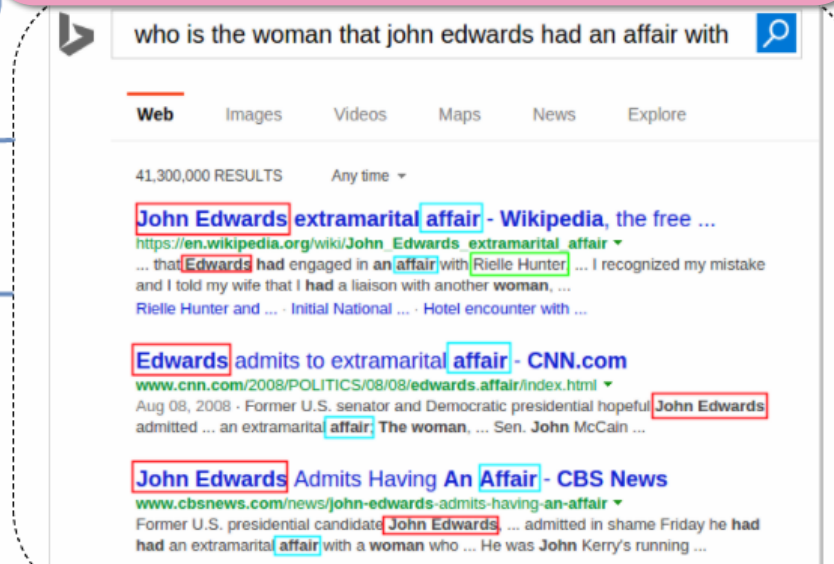 who is the woman that john edwards had an affair with
Web Images Videos Maps News Explore
41,300,000 RESULTS Any time
John Edwards extramarital affair - Wikipedia, the free ...
https://en.wikipedia.org/wiki/John_Edwards_extramarital_affair
... that Edwards had engaged in an affair with Rielle Hunter ... I recognized my mistake
and I told my wife that I had a liaison with another woman, ...
Rielle Hunter and ... · Initial National ... · Hotel encounter with ...
Edwards admits to extramarital affair - CNN.com
www.cnn.com/2008/POLITICS/08/08/edwards.affair/index.html
Aug 08, 2008 · Former U.S. senator and Democratic presidential hopeful John Edwards
admitted ... an extramarital affair; The woman, ... Sen. John McCain ...
John Edwards Admits Having An Affair - CBS News
www.cbsnews.com/news/john-edwards-admits-having-an-affair
Former U.S. presidential candidate John Edwards, ... admitted in shame Friday he had
had an extramarital affair with a woman who ... He was John Kerry's running ...